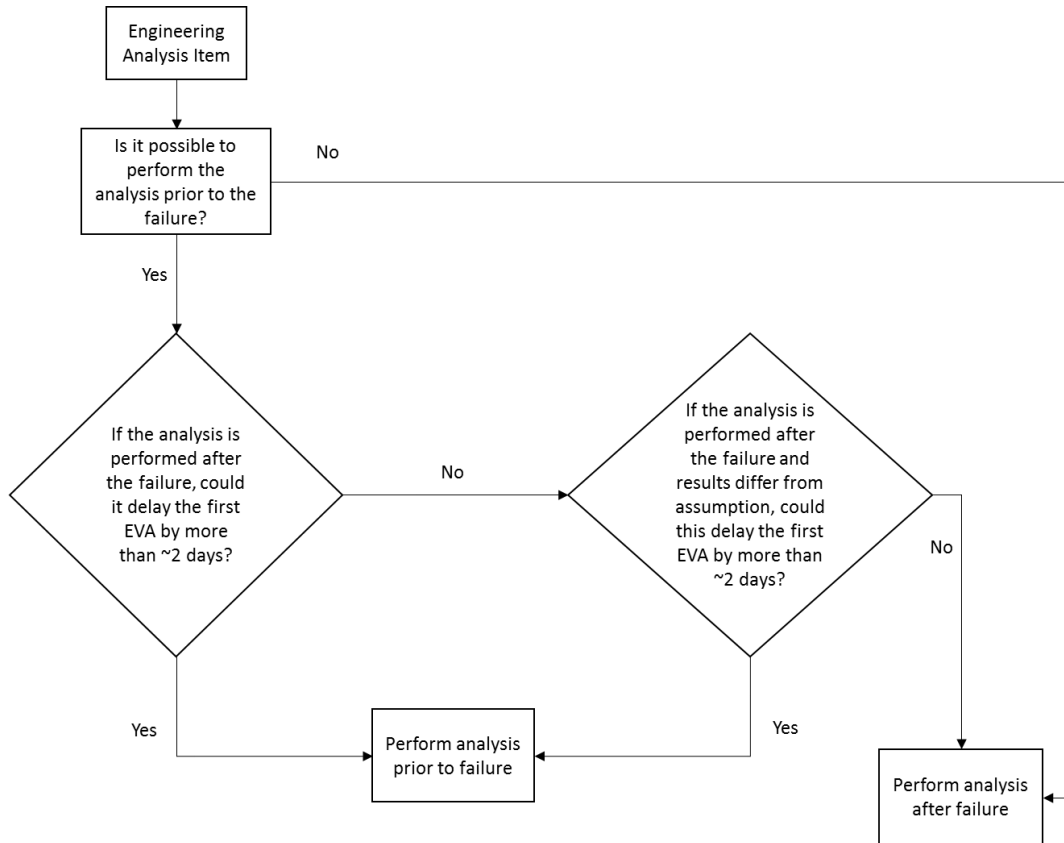 Engineering
Analysis Item
Is it possible to
perform the
analysis prior to the
failure?
No
Yes
If the analysis is
performed after
the failure, could
it delay the first
EVA by more
than ~2 days?
No
If the analysis is
performed after
the failure and
results differ from
assumption, could
this delay the first
EVA by more than
~2 days?
No
Yes
Perform analysis
prior to failure
Yes
Perform analysis
after failure